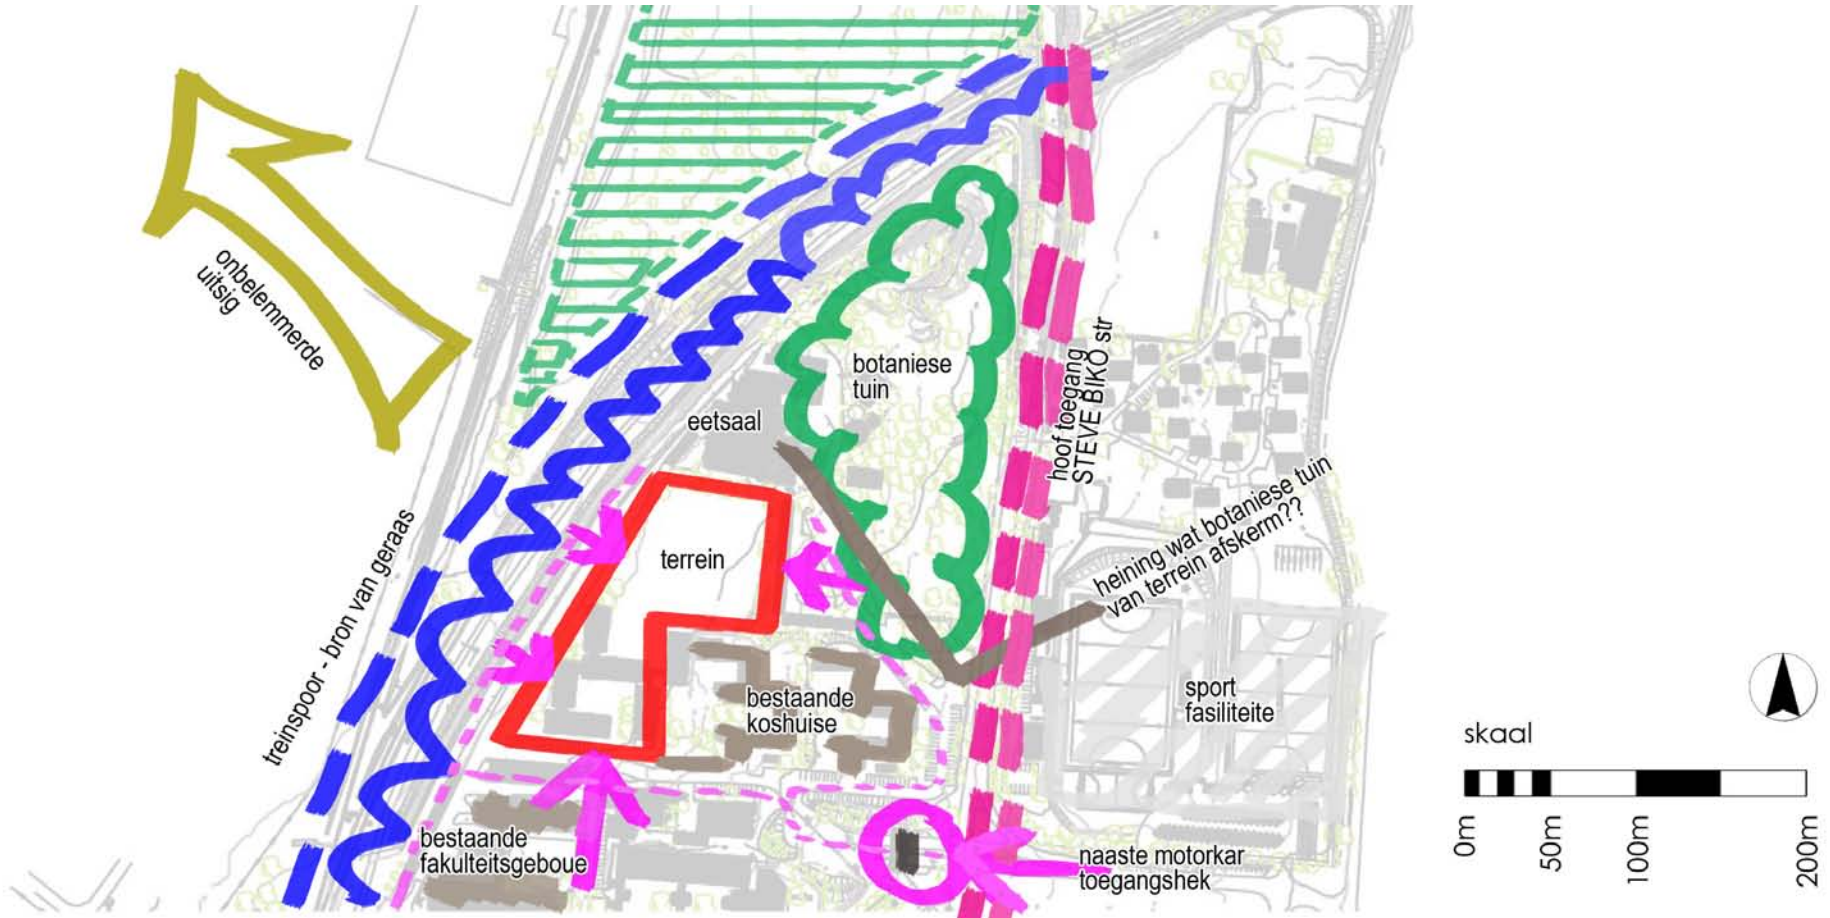 onbelemmerde
uitsig
botaniese
tuin
eetsaal
hoof toegang
STEVE BIKO str
heining wat botaniese tuin
van terrein afskerm??
terrein
treinspoor - bron van geraas
bestaande
koshuise
sport
fasiliteite
bestaande
fakulteitsgeboue
naaste motorkar
toegangshek
skaal
0m
50m
100m
200m